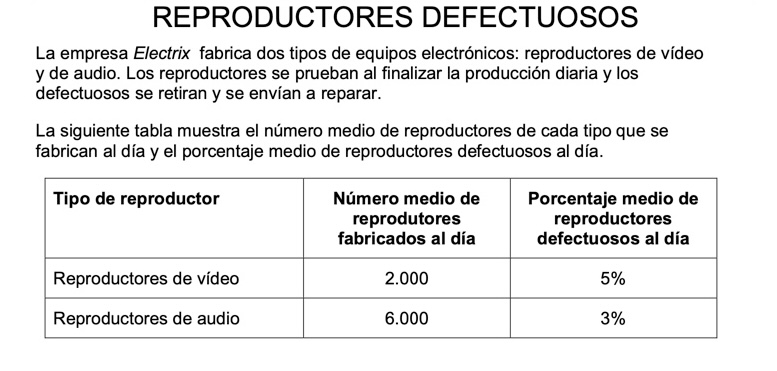 REPRODUCTORES DEFECTUOSOS
La empresa Electrix fabrica dos tipos de equipos electrónicos: reproductores de vídeo
y de audio. Los reproductores se prueban al finalizar la producción diaria y los
defectuosos se retiran y se envían a reparar.
La siguiente tabla muestra el número medio de reproductores de cada tipo que se
fabrican al día y el porcentaje medio de reproductores defectuosos al día.
Tipo de reproductor
Número medio de
reprodutores
fabricados al día
Porcentaje medio de
reproductores
defectuosos al día
Reproductores de vídeo 2.000 5%
Reproductores de audio 6.000 3%